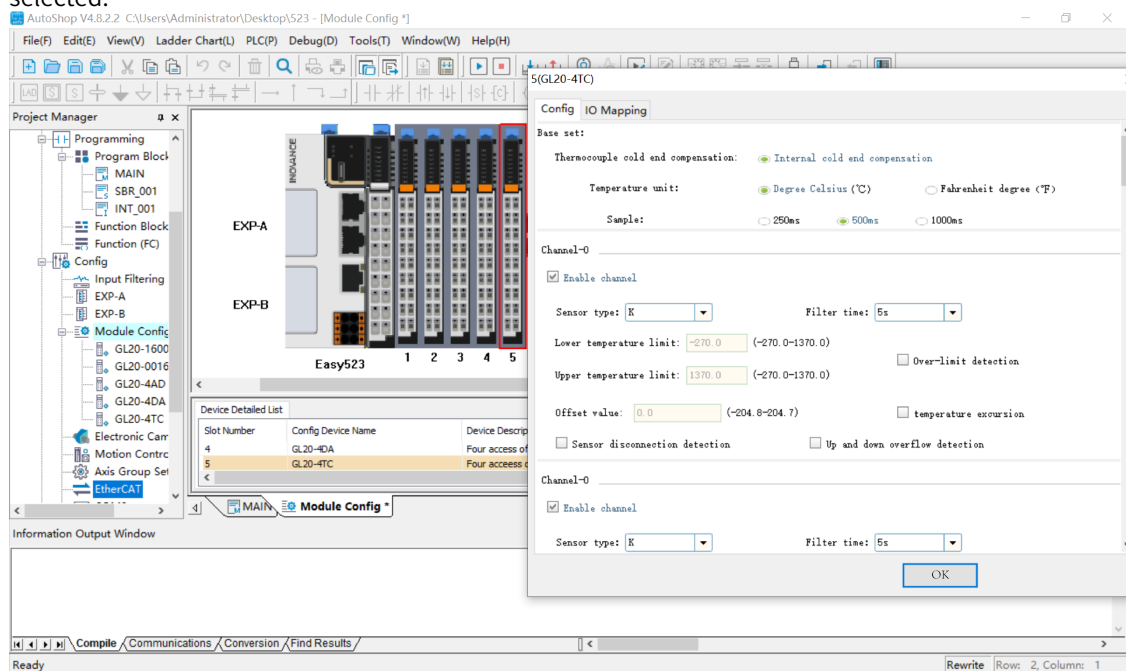 selected.
AutoShop V4.8.2.2 C:\Users\Administrator\Desktop\523 - [Module Config *]
File(F) Edit(E) View(V) Ladder Chart(L) PLC(P) Debug(D) Tools(T) Window(W) Help(H)
LAD S S
Project Manager
Programming
Program Block
MAIN
SBR_001
INT_001
Function Block
Function (FC)
Config
Input Filtering
EXP-A
EXP-B
Module Config
GL20-1600
GL20-0016
GL20-4AD
GL20-4DA
GL20-4TC
Electronic Cam
Motion Contro
Axis Group Set
EtherCAT
INOVANCE
EXP-A
EXP-B
Easy523
1 2 3 4 5
Device Detailed List
Slot Number Config Device Name Device Descrip
4 GL20-4DA Four access of
5 GL20-4TC Four acceess o
MAIN Module Config *
5(GL20-4TC)
Config IO Mapping
Base set:
Thermocouple cold end compensation: Internal cold end compensation
Temperature unit: Degree Celsius (℃) Fahrenheit degree (℉)
Sample: 250ms 500ms 1000ms
Channel-0
Enable channel
Sensor type: K Filter time: 5s
Lower temperature limit: -270.0 (-270.0-1370.0)
Over-limit detection
Upper temperature limit: 1370.0 (-270.0-1370.0)
Offset value: 0.0 (-204.8-204.7) temperature excursion
Sensor disconnection detection Up and down overflow detection
Channel-0
Enable channel
Sensor type: K Filter time: 5s
OK
Information Output Window
Compile Communications Conversion Find Results
Ready Rewrite Row: 2, Column: 1